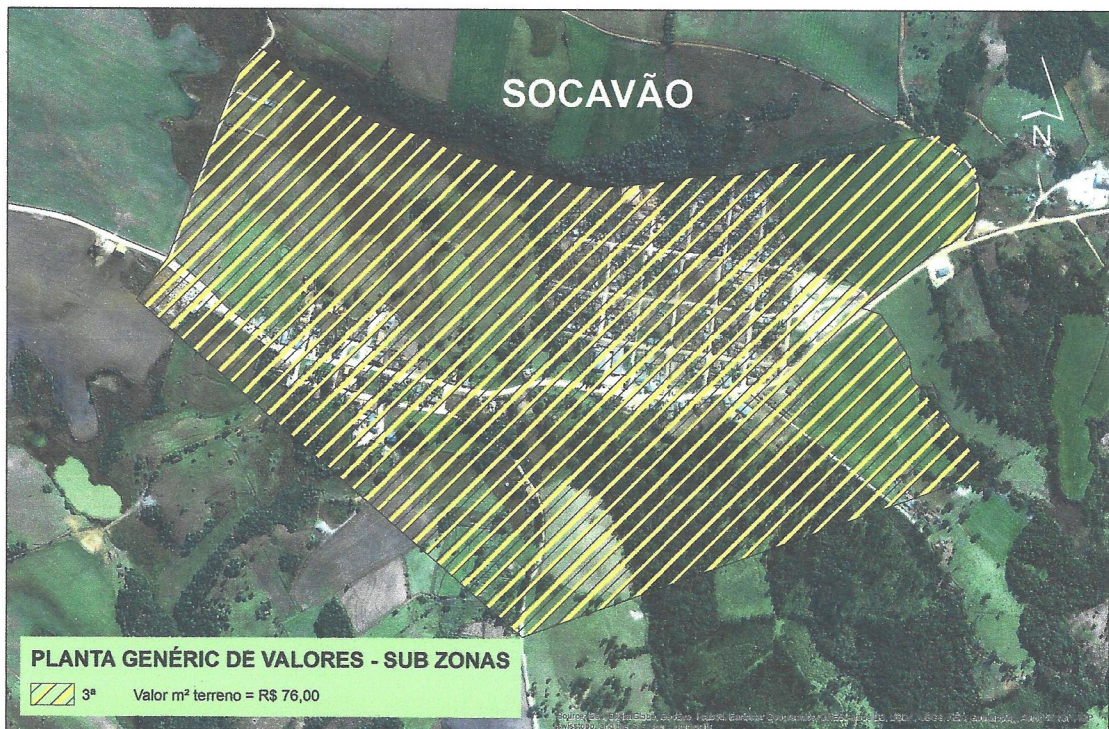 SOCAVÃO
N
PLANTA GENÉRIC DE VALORES - SUB ZONAS
3ª Valor m² terreno = R$ 76,00